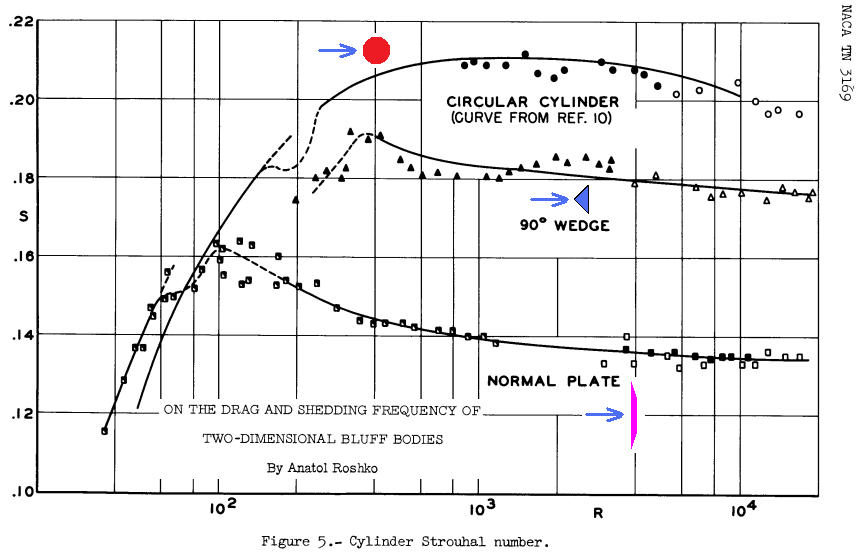 NACA TN 3169
.22
.20
CIRCULAR CYLINDER
(CURVE FROM REF. 10)
.18
S
90° WEDGE
.16
.14
NORMAL PLATE
.12
ON THE DRAG AND SHEDDING FREQUENCY OF
TWO-DIMENSIONAL BLUFF BODIES
By Anatol Roshko
.10
10² 10³ R 10⁴
Figure 5.- Cylinder Strouhal number.